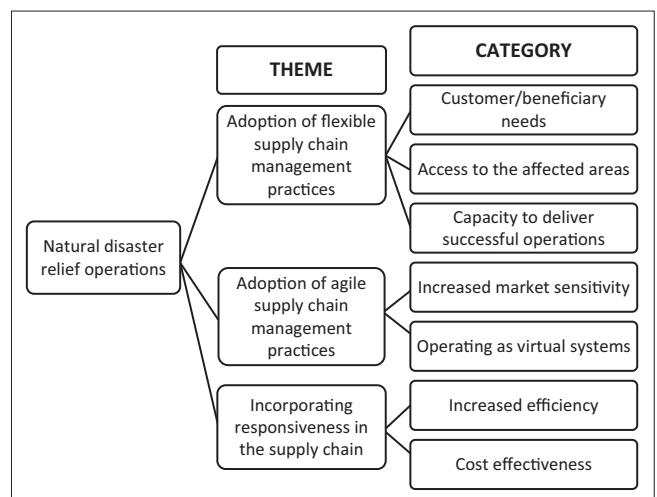 THEME
CATEGORY
Natural disaster
relief operations
Adoption of flexible
supply chain
management
practices
Customer/beneficiary
needs
Access to the affected areas
Capacity to deliver
successful operations
Adoption of agile
supply chain
management
practices
Increased market sensitivity
Operating as virtual systems
Incorporating
responsiveness in
the supply chain
Increased efficiency
Cost effectiveness